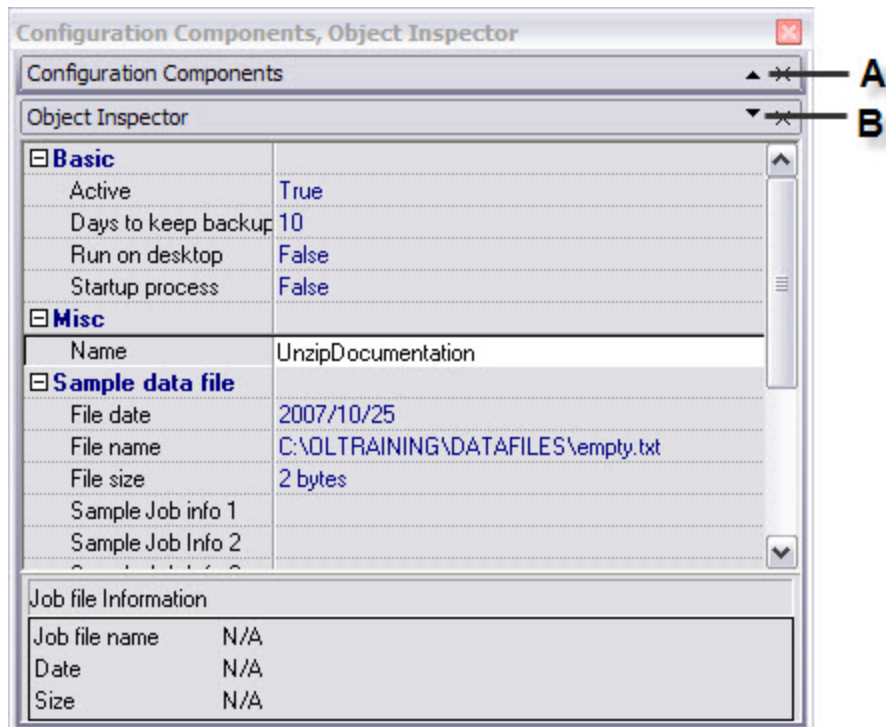 Configuration Components, Object Inspector
Configuration Components
A
Object Inspector
B
Basic
Active True
Days to keep backup 10
Run on desktop False
Startup process False
Misc
Name UnzipDocumentation
Sample data file
File date 2007/10/25
File name C:\OLTRAINING\DATAFILES\empty.txt
File size 2 bytes
Sample Job info 1
Sample Job Info 2
Job file Information
Job file name N/A
Date N/A
Size N/A